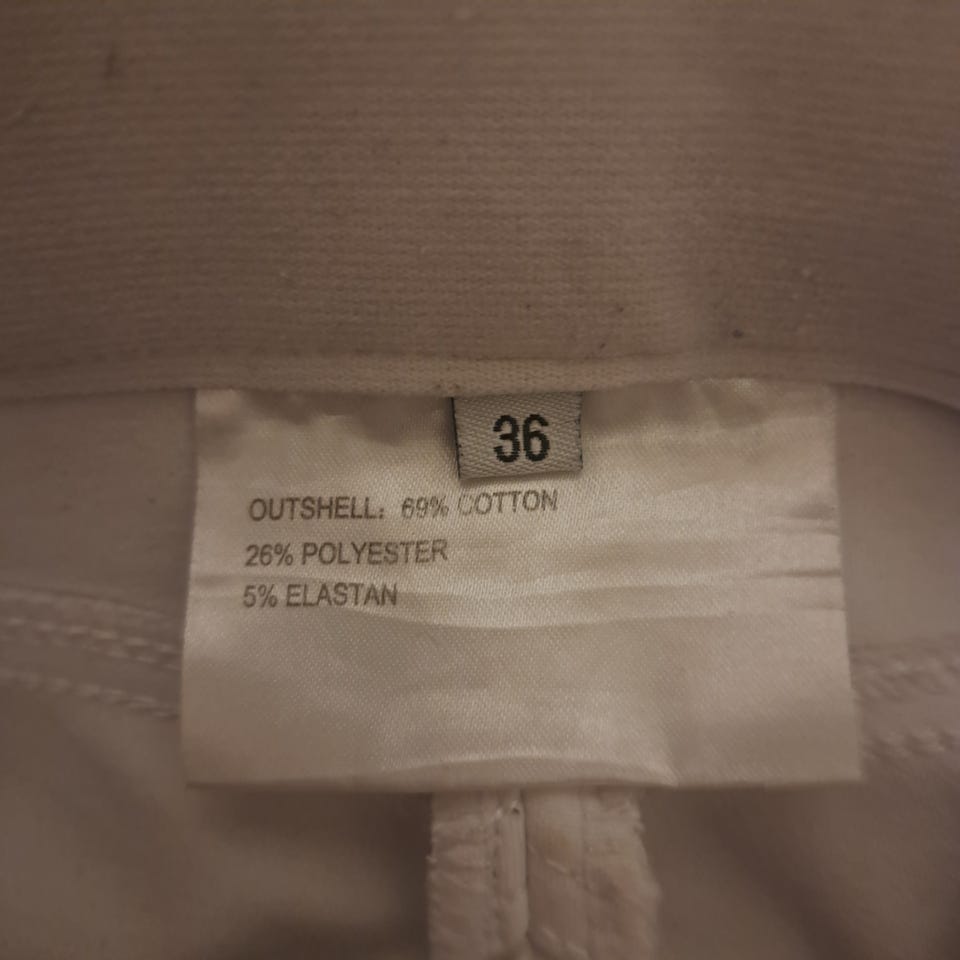 36
OUTSHELL: 69% COTTON
26% POLYESTER
5% ELASTAN